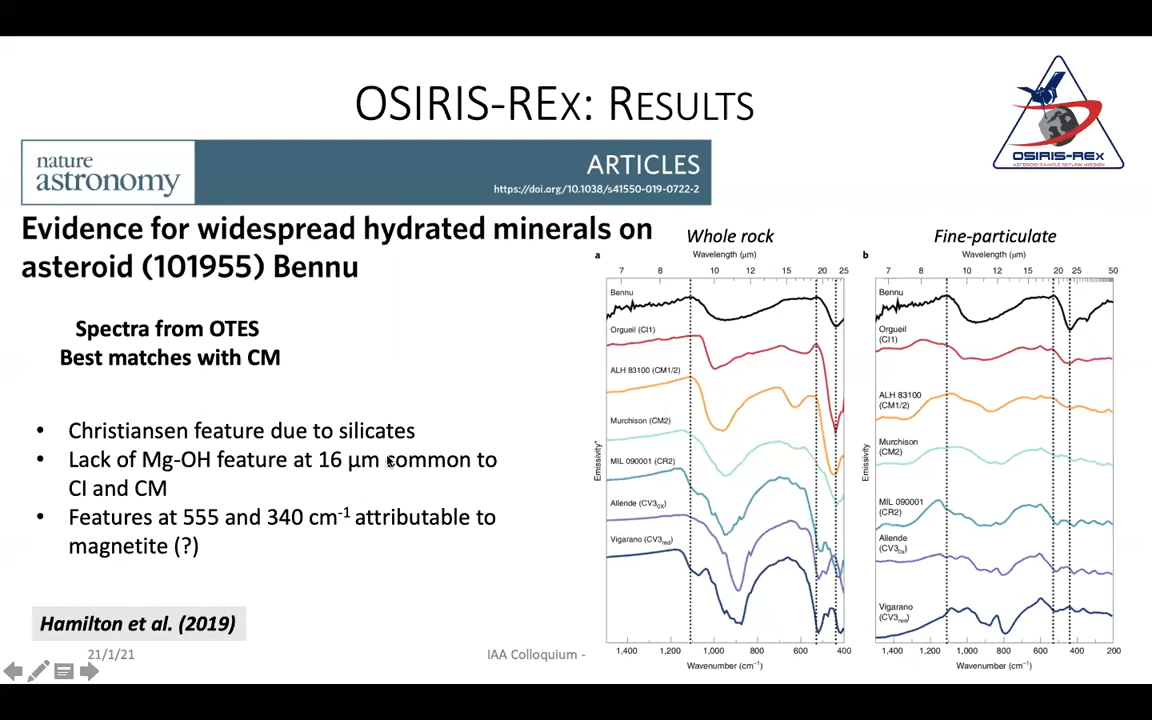 OSIRIS-REx: Results
OSIRIS-REx
ASTEROID SAMPLE RETURN MISSION
nature
astronomy
ARTICLES
https://doi.org/10.1038/s41550-019-0722-2
Evidence for widespread hydrated minerals on
asteroid (101955) Bennu
Spectra from OTES
Best matches with CM
• Christiansen feature due to silicates
• Lack of Mg-OH feature at 16 µm common to
CI and CM
• Features at 555 and 340 cm-1 attributable to
magnetite (?)
Hamilton et al. (2019)
21/1/21
IAA Colloquium -
Whole rock
a
Wavelength (µm)
7 8 10 12 15 20 25
Bennu
Orgueil (CI1)
ALH 83100 (CM1/2)
Murchison (CM2)
MIL 090001 (CR2)
Allende (CV3ox)
Vigarano (CV3red)
Emissivity*
1,400 1,200 1,000 800 600 400
Wavenumber (cm−1)
Fine-particulate
b
Wavelength (µm)
7 8 10 12 15 20 25 50
Bennu
Orgueil
(CI1)
ALH 83100
(CM1/2)
Murchison
(CM2)
MIL 090001
(CR2)
Allende
(CV3ox)
Vigarano
(CV3red)
Emissivity
1,400 1,200 1,000 800 600 400 200
Wavenumber (cm−1)